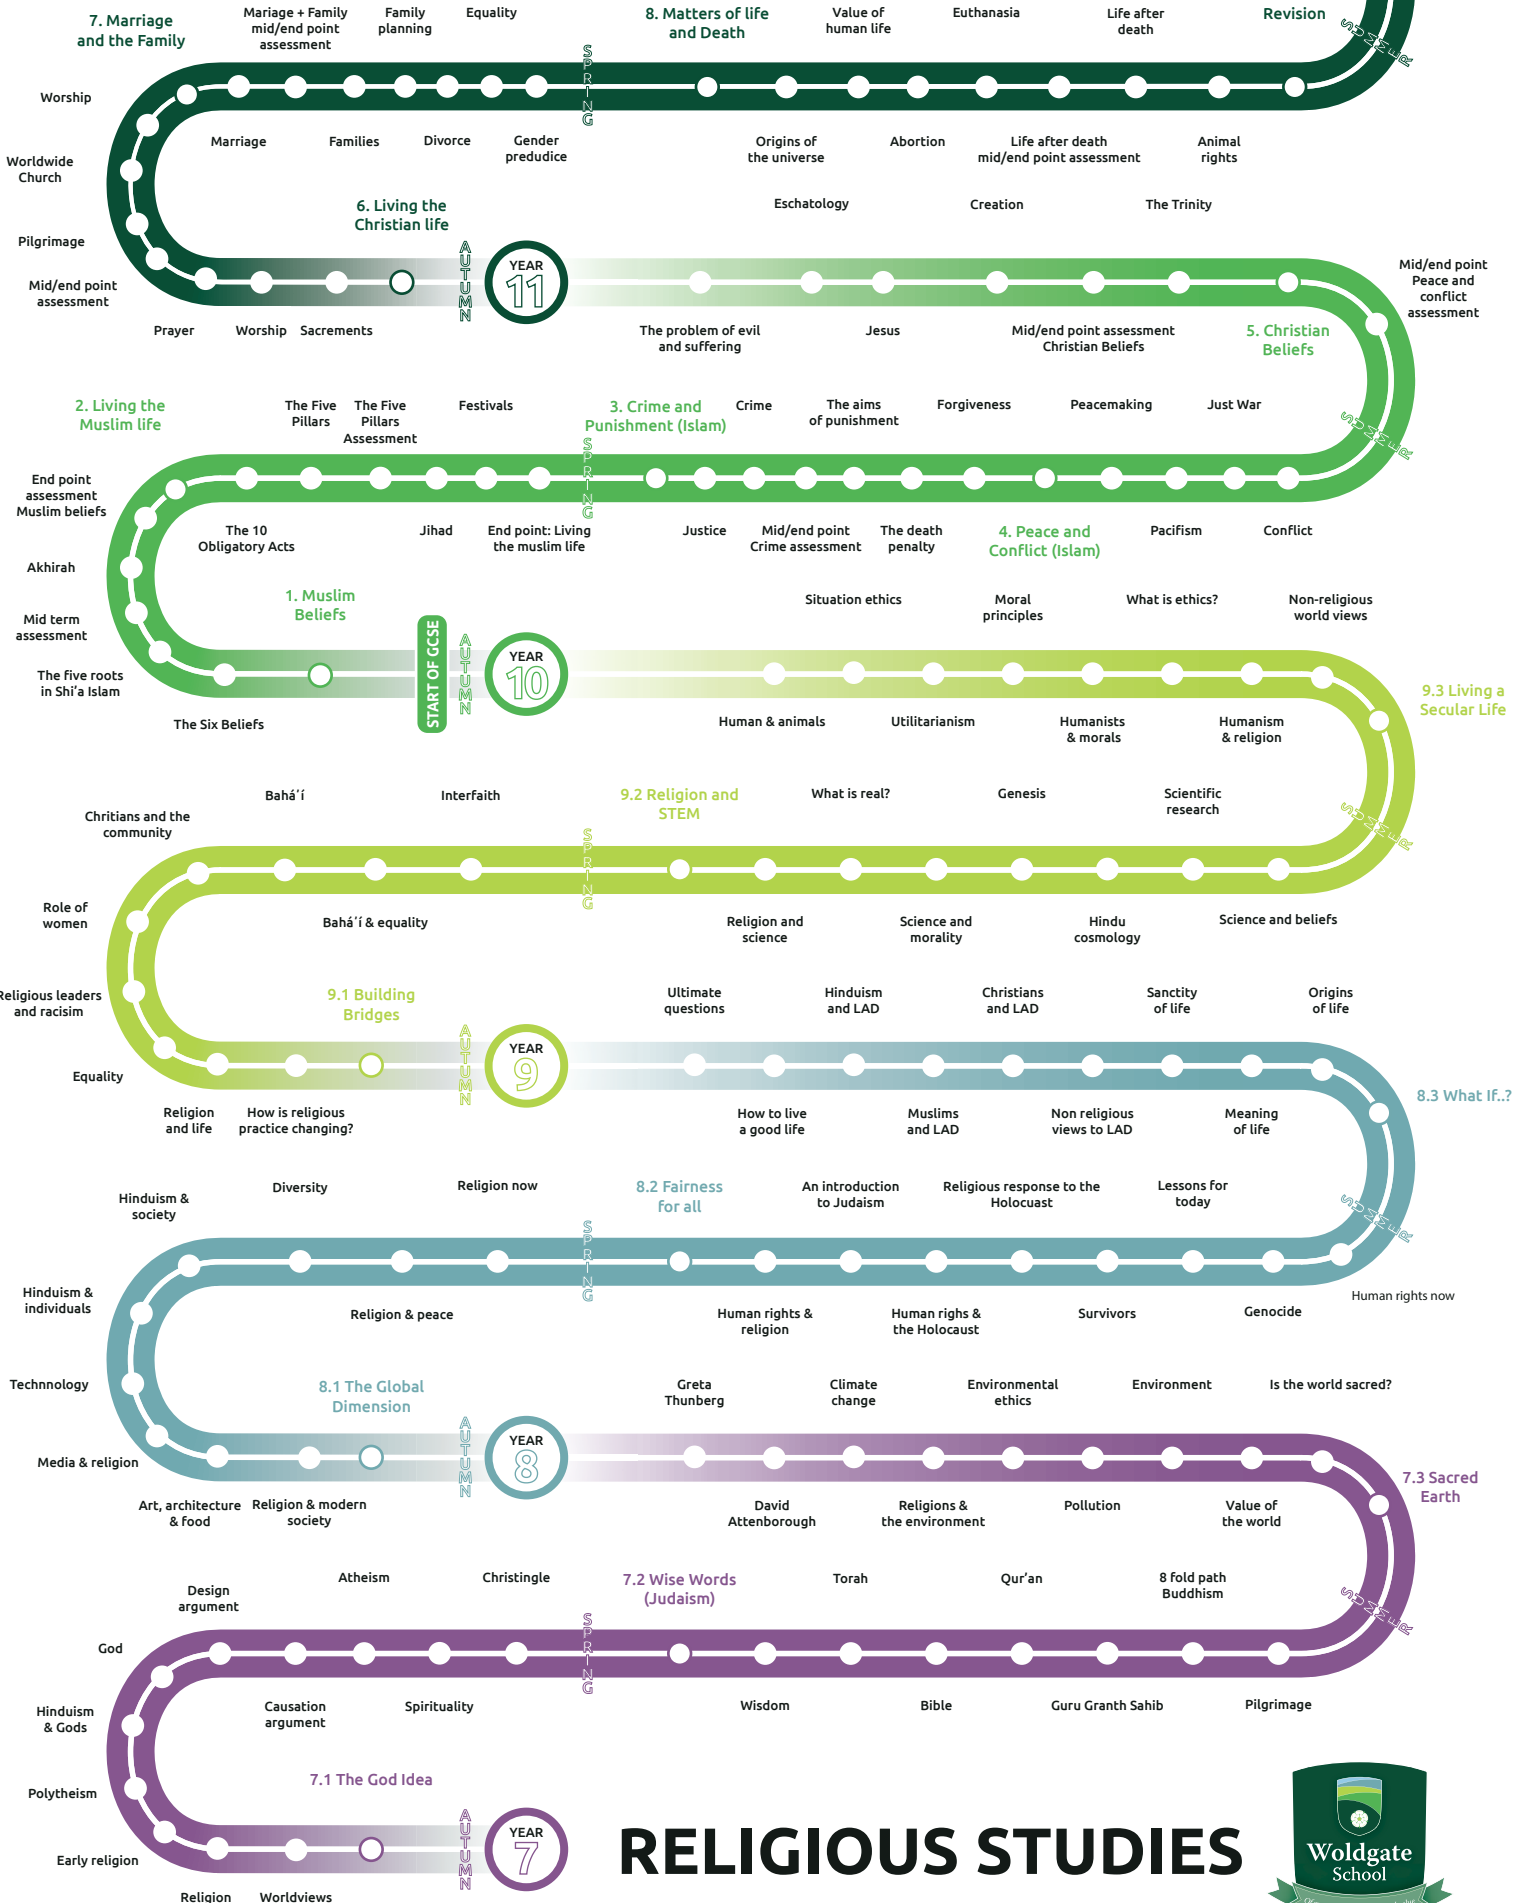 7. Marriage
and the Family
Mariage + Family
mid/end point
assessment
Family
planning
Equality
8. Matters of life
and Death
Value of
human life
Euthanasia
Life after
death
Revision
SUMMER
SPRING
Worship
Worldwide
Church
Pilgrimage
Mid/end point
assessment
Marriage
Families
Divorce
Gender
predudice
Origins of
the universe
Abortion
Life after death
mid/end point assessment
Animal
rights
6. Living the
Christian life
AUTUMN
YEAR
11
Prayer
Worship
Sacrements
Eschatology
Creation
The Trinity
Mid/end point
Peace and
conflict
assessment
The problem of evil
and suffering
Jesus
Mid/end point assessment
Christian Beliefs
5. Christian
Beliefs
SUMMER
2. Living the
Muslim life
The Five
Pillars
The Five
Pillars
Assessment
Festivals
3. Crime and
Punishment (Islam)
Crime
The aims
of punishment
Forgiveness
Peacemaking
Just War
SPRING
End point
assessment
Muslim beliefs
Akhirah
Mid term
assessment
The five roots
in Shi'a Islam
The 10
Obligatory Acts
Jihad
End point: Living
the muslim life
Justice
Mid/end point
Crime assessment
The death
penalty
4. Peace and
Conflict (Islam)
Pacifism
Conflict
1. Muslim
Beliefs
START OF GCSE
AUTUMN
YEAR
10
The Six Beliefs
Situation ethics
Moral
principles
What is ethics?
Non-religious
world views
Human & animals
Utilitarianism
Humanists
& morals
Humanism
& religion
9.3 Living a
Secular Life
SUMMER
Chritians and the
community
Bahá'í
Interfaith
9.2 Religion and
STEM
What is real?
Genesis
Scientific
research
SPRING
Role of
women
Religious leaders
and racisim
Equality
Bahá'í & equality
Religion and
science
Science and
morality
Hindu
cosmology
Science and beliefs
9.1 Building
Bridges
AUTUMN
YEAR
9
Religion
and life
How is religious
practice changing?
Ultimate
questions
Hinduism
and LAD
Christians
and LAD
Sanctity
of life
Origins
of life
How to live
a good life
Muslims
and LAD
Non religious
views to LAD
Meaning
of life
8.3 What If..?
SUMMER
Hinduism &
society
Diversity
Religion now
8.2 Fairness
for all
An introduction
to Judaism
Religious response to the
Holocuast
Lessons for
today
SPRING
Hinduism &
individuals
Technnology
Media & religion
Religion & peace
Human rights &
religion
Human righs &
the Holocaust
Survivors
Genocide
Human rights now
8.1 The Global
Dimension
AUTUMN
YEAR
8
Art, architecture
& food
Religion & modern
society
Greta
Thunberg
Climate
change
Environmental
ethics
Environment
Is the world sacred?
David
Attenborough
Religions &
the environment
Pollution
Value of
the world
7.3 Sacred
Earth
SUMMER
Design
argument
Atheism
Christingle
7.2 Wise Words
(Judaism)
Torah
Qur'an
8 fold path
Buddhism
SPRING
God
Hinduism
& Gods
Polytheism
Early religion
Causation
argument
Spirituality
Wisdom
Bible
Guru Granth Sahib
Pilgrimage
7.1 The God Idea
AUTUMN
YEAR
7
Religion
Worldviews
RELIGIOUS STUDIES
Woldgate
School